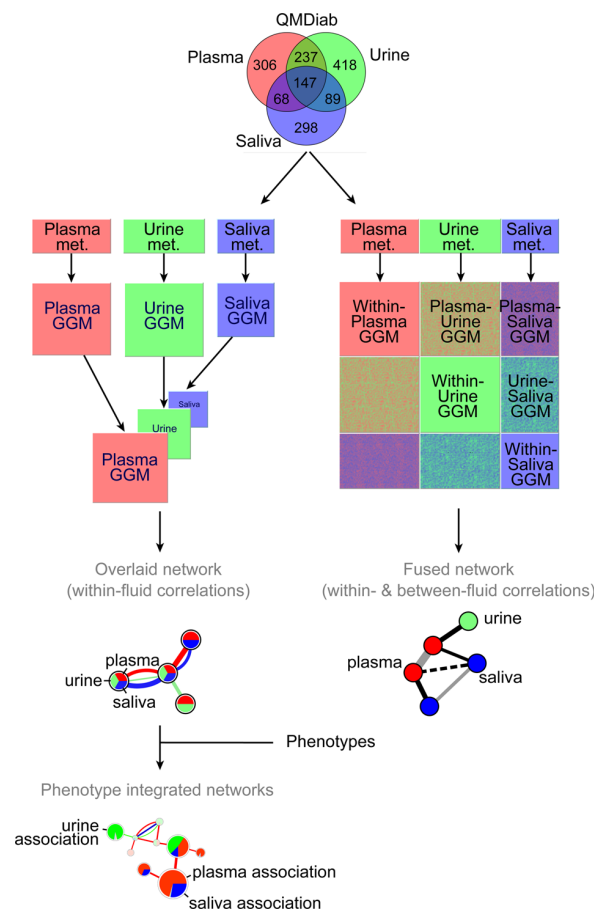 QMDiab
Plasma
Urine
306
237
418
147
68
89
298
Saliva
Plasma
met.
Urine
met.
Saliva
met.
Plasma
GGM
Urine
GGM
Saliva
GGM
Saliva
Urine
Plasma
GGM
Plasma
met.
Urine
met.
Saliva
met.
Within-
Plasma
GGM
Plasma-
Urine
GGM
Plasma-
Saliva
GGM
Within-
Urine
GGM
Urine-
Saliva
GGM
Within-
Saliva
GGM
Overlaid network
(within-fluid correlations)
Fused network
(within- & between-fluid correlations)
plasma
urine
saliva
urine
plasma
saliva
Phenotypes
Phenotype integrated networks
urine
association
plasma association
saliva association